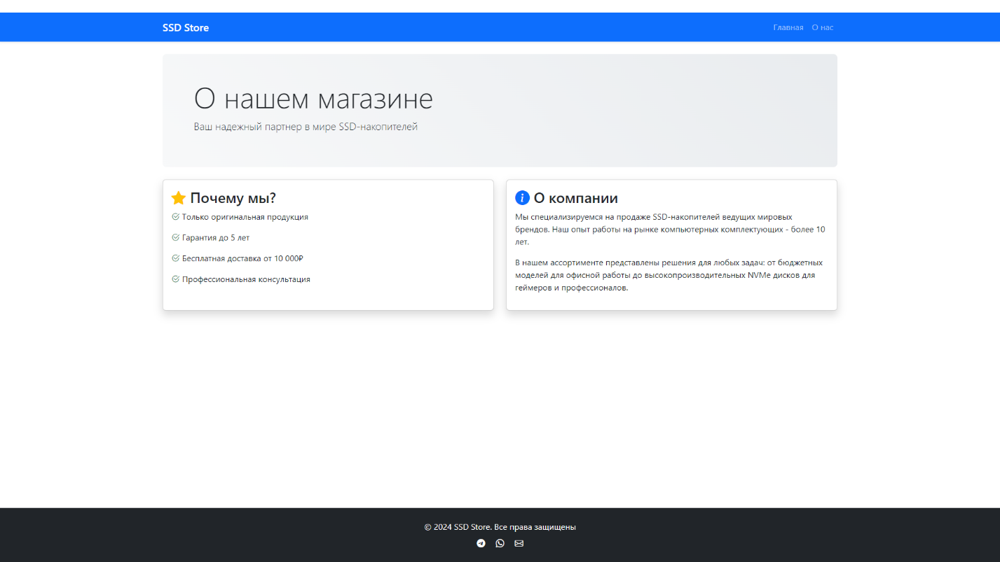 SSD Store
Главная
О нас
О нашем магазине
Ваш надежный партнер в мире SSD-накопителей
Почему мы?
Только оригинальная продукция
Гарантия до 5 лет
Бесплатная доставка от 10 000₽
Профессиональная консультация
О компании
Мы специализируемся на продаже SSD-накопителей ведущих мировых
брендов. Наш опыт работы на рынке компьютерных комплектующих - более 10
лет.
В нашем ассортименте представлены решения для любых задач: от бюджетных
моделей для офисной работы до высокопроизводительных NVMe дисков для
геймеров и профессионалов.
© 2024 SSD Store. Все права защищены